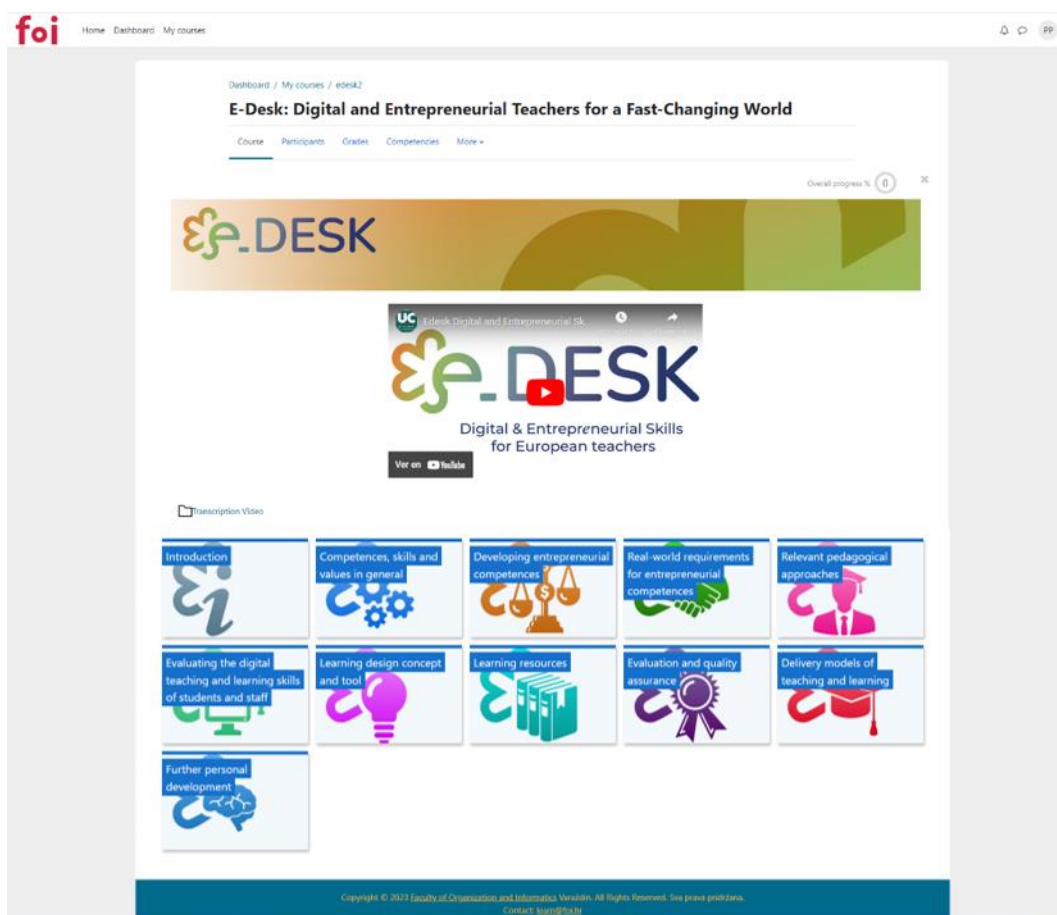 foi Home Dashboard My courses PP
Dashboard / My courses / edesk2
E-Desk: Digital and Entrepreneurial Teachers for a Fast-Changing World
Course Participants Grades Competencies More
Overall progress % 0
e_DESK
UC Edesk Digital and Entrepreneurial Sk...
e_DESK
Digital & Entrepreneurial Skills
for European teachers
Ver en YouTube
Transcription Video
Introduction
Competences, skills and
values in general
Developing entrepreneurial
competences
Real-world requirements
for entrepreneurial
competences
Relevant pedagogical
approaches
Evaluating the digital
teaching and learning skills
of students and staff
Learning design concept
and tool
Learning resources
Evaluation and quality
assurance
Delivery models of
teaching and learning
Further personal
development
Copyright © 2023 Faculty of Organization and Informatics Varaždin. All Rights Reserved. Sva prava pridržana.
Contact: learn@foi.hr